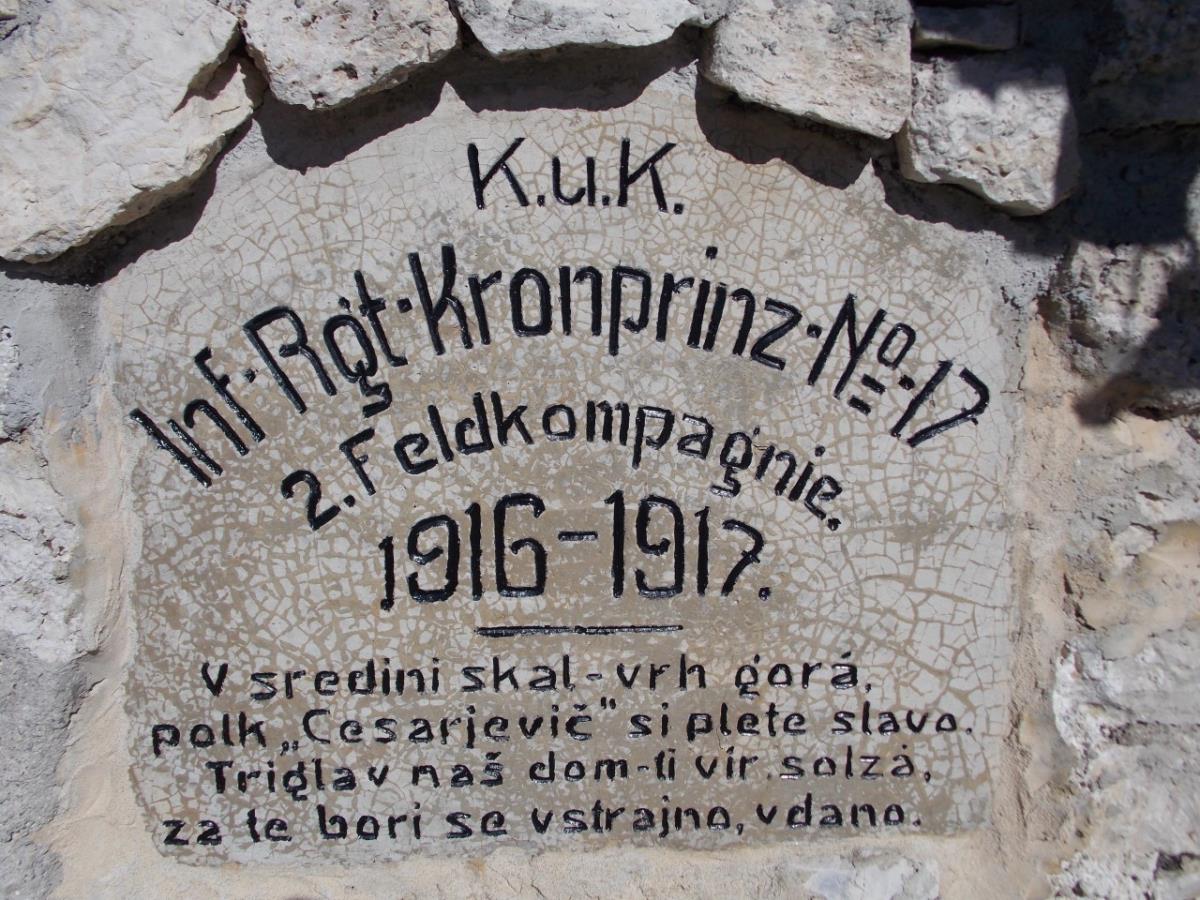 K.u.K.
Inf·Rgt·Kronprinz·No·17
2. Feldkompagnie.
1916-1917.
V sredini skal-vrh gorá,
polk „Cesarjevič" si plete slavo.
Triglav naš dom-ti vir solzá,
za te bori se vstrajno, vdano.